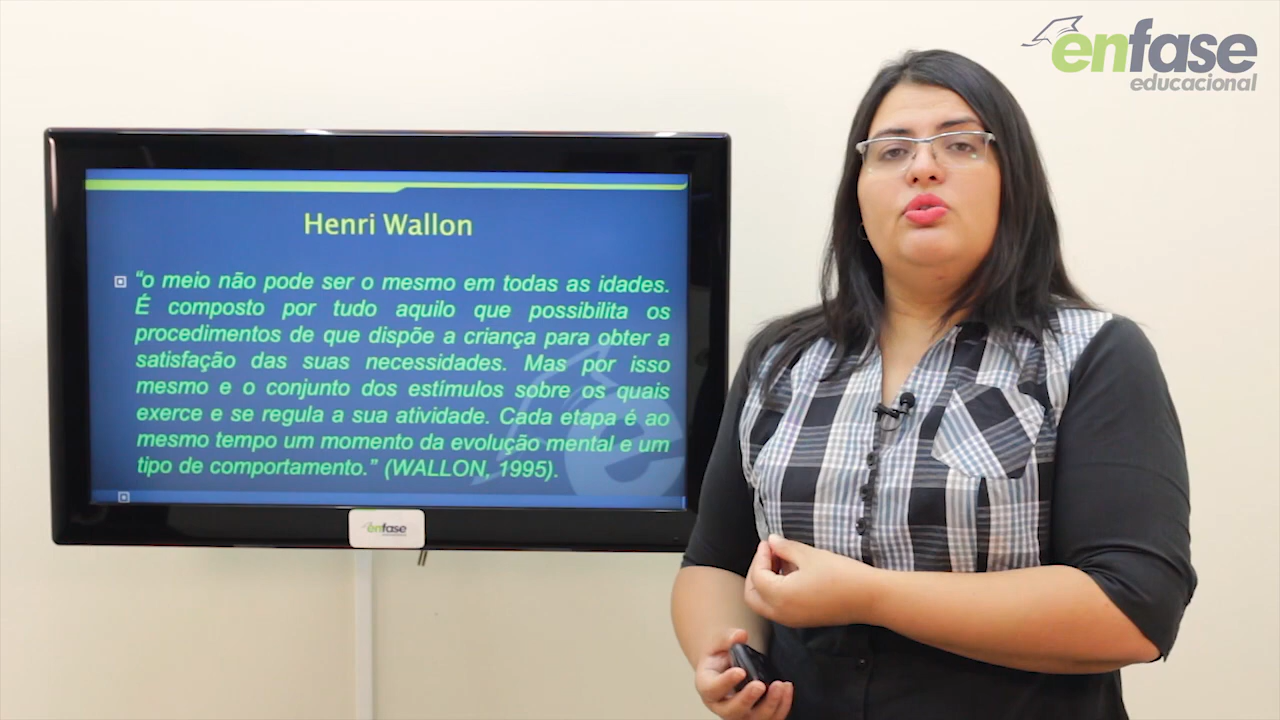 enfase
educacional
Henri Wallon
“o meio não pode ser o mesmo em todas as idades.
É composto por tudo aquilo que possibilita os
procedimentos de que dispõe a criança para obter a
satisfação das suas necessidades. Mas por isso
mesmo e o conjunto dos estímulos sobre os quais
exerce e se regula a sua atividade. Cada etapa é ao
mesmo tempo um momento da evolução mental e um
tipo de comportamento.” (WALLON, 1995).
enfase